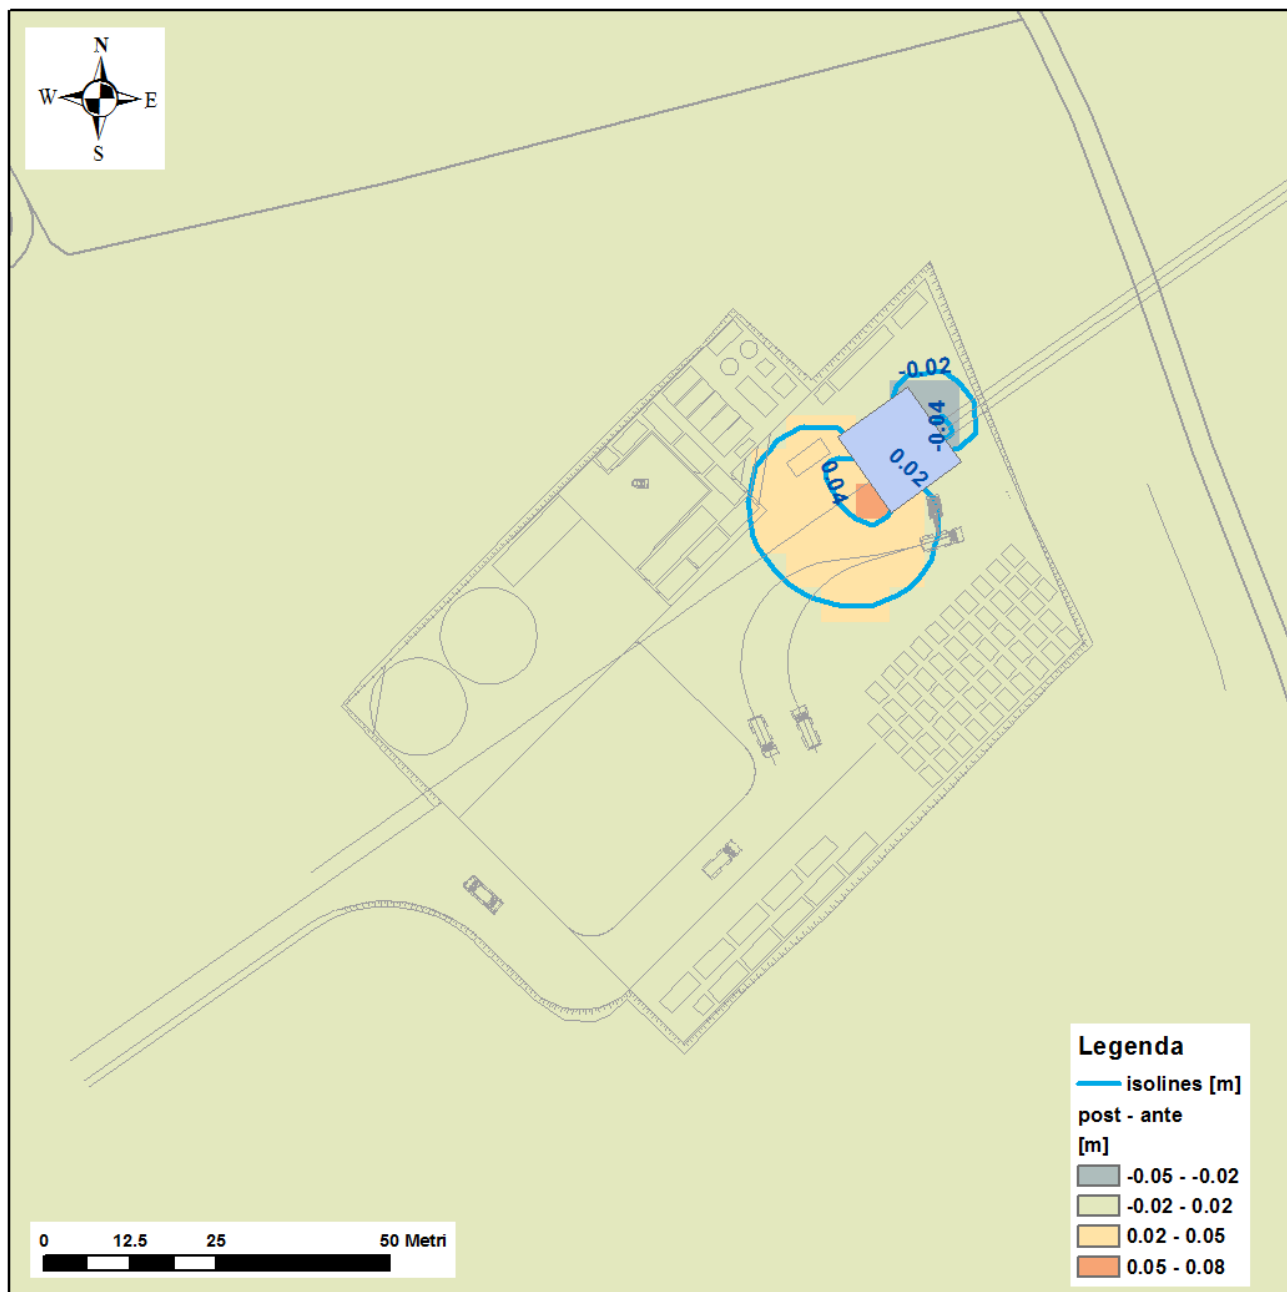 N
W E
S
-0.02
-0.04
0.02
0.04
Legenda
isolines [m]
post - ante
[m]
-0.05 - -0.02
-0.02 - 0.02
0.02 - 0.05
0.05 - 0.08
0 12.5 25 50 Metri